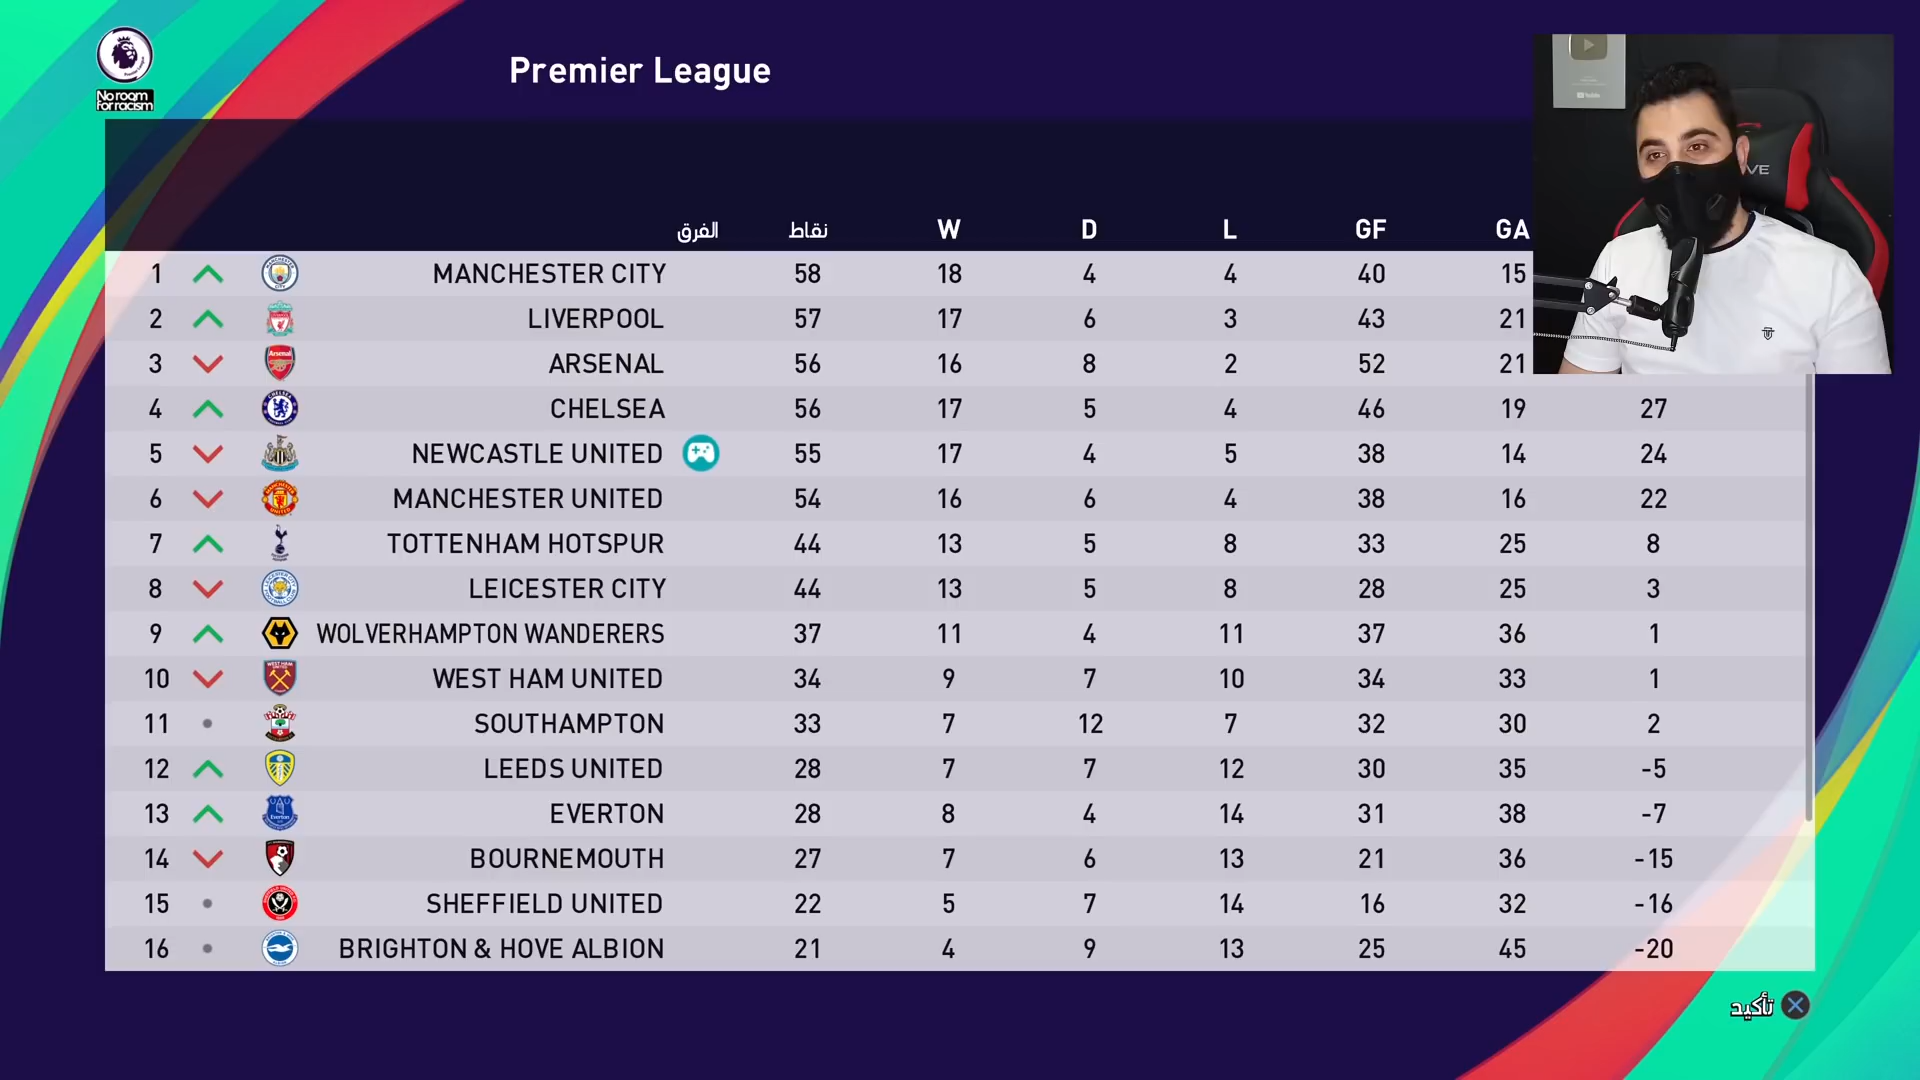 Premier League
No room
For racism
الفرق نقاط W D L GF GA
1 MANCHESTER CITY 58 18 4 4 40 15
2 LIVERPOOL 57 17 6 3 43 21
3 ARSENAL 56 16 8 2 52 21
4 CHELSEA 56 17 5 4 46 19 27
5 NEWCASTLE UNITED 55 17 4 5 38 14 24
6 MANCHESTER UNITED 54 16 6 4 38 16 22
7 TOTTENHAM HOTSPUR 44 13 5 8 33 25 8
8 LEICESTER CITY 44 13 5 8 28 25 3
9 WOLVERHAMPTON WANDERERS 37 11 4 11 37 36 1
10 WEST HAM UNITED 34 9 7 10 34 33 1
11 SOUTHAMPTON 33 7 12 7 32 30 2
12 LEEDS UNITED 28 7 7 12 30 35 -5
13 EVERTON 28 8 4 14 31 38 -7
14 BOURNEMOUTH 27 7 6 13 21 36 -15
15 SHEFFIELD UNITED 22 5 7 14 16 32 -16
16 BRIGHTON & HOVE ALBION 21 4 9 13 25 45 -20
تأكيد